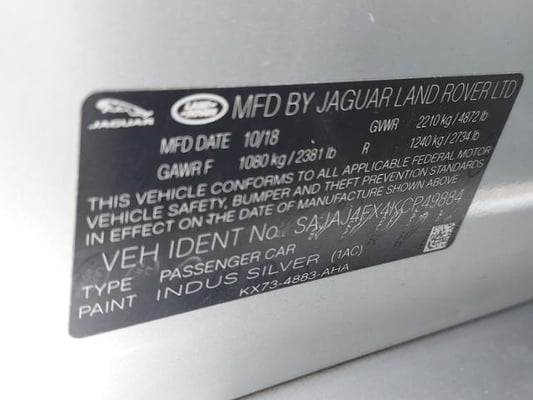 JAGUAR LAND ROVER MFD BY JAGUAR LAND ROVER LTD
MFD DATE 10/18 GVWR 2210 kg / 4872 lb
GAWR F 1080 kg / 2381 lb R 1240 kg / 2734 lb
THIS VEHICLE CONFORMS TO ALL APPLICABLE FEDERAL MOTOR
VEHICLE SAFETY, BUMPER AND THEFT PREVENTION STANDARDS
IN EFFECT ON THE DATE OF MANUFACTURE SHOWN ABOVE.
VEH IDENT No. SAJAJ4FX4KCP49884
TYPE PASSENGER CAR
PAINT INDUS SILVER (1AC)
KX73-4883-AHA